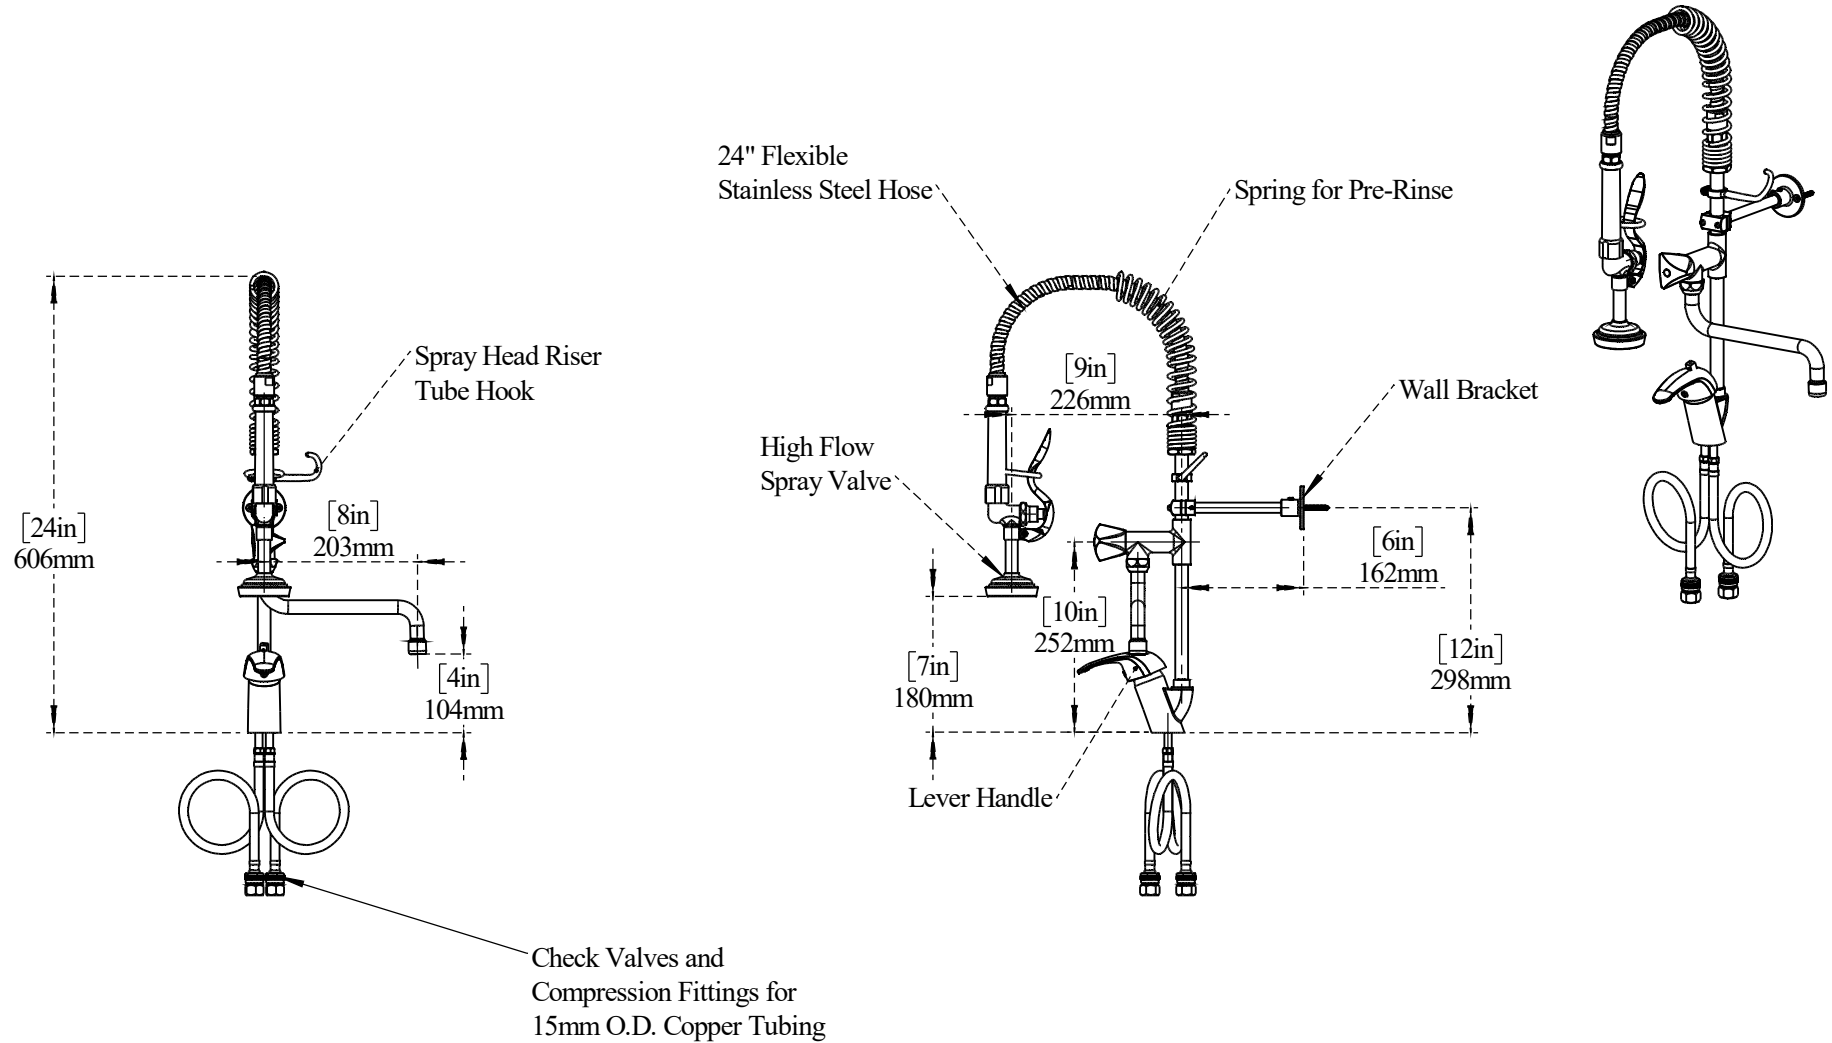 24" Flexible
Stainless Steel Hose
Spring for Pre-Rinse
Spray Head Riser
Tube Hook
[9in]
226mm
Wall Bracket
High Flow
Spray Valve
[24in]
606mm
[8in]
203mm
[6in]
162mm
[10in]
252mm
[12in]
298mm
[7in]
180mm
[4in]
104mm
Lever Handle
Check Valves and
Compression Fittings for
15mm O.D. Copper Tubing